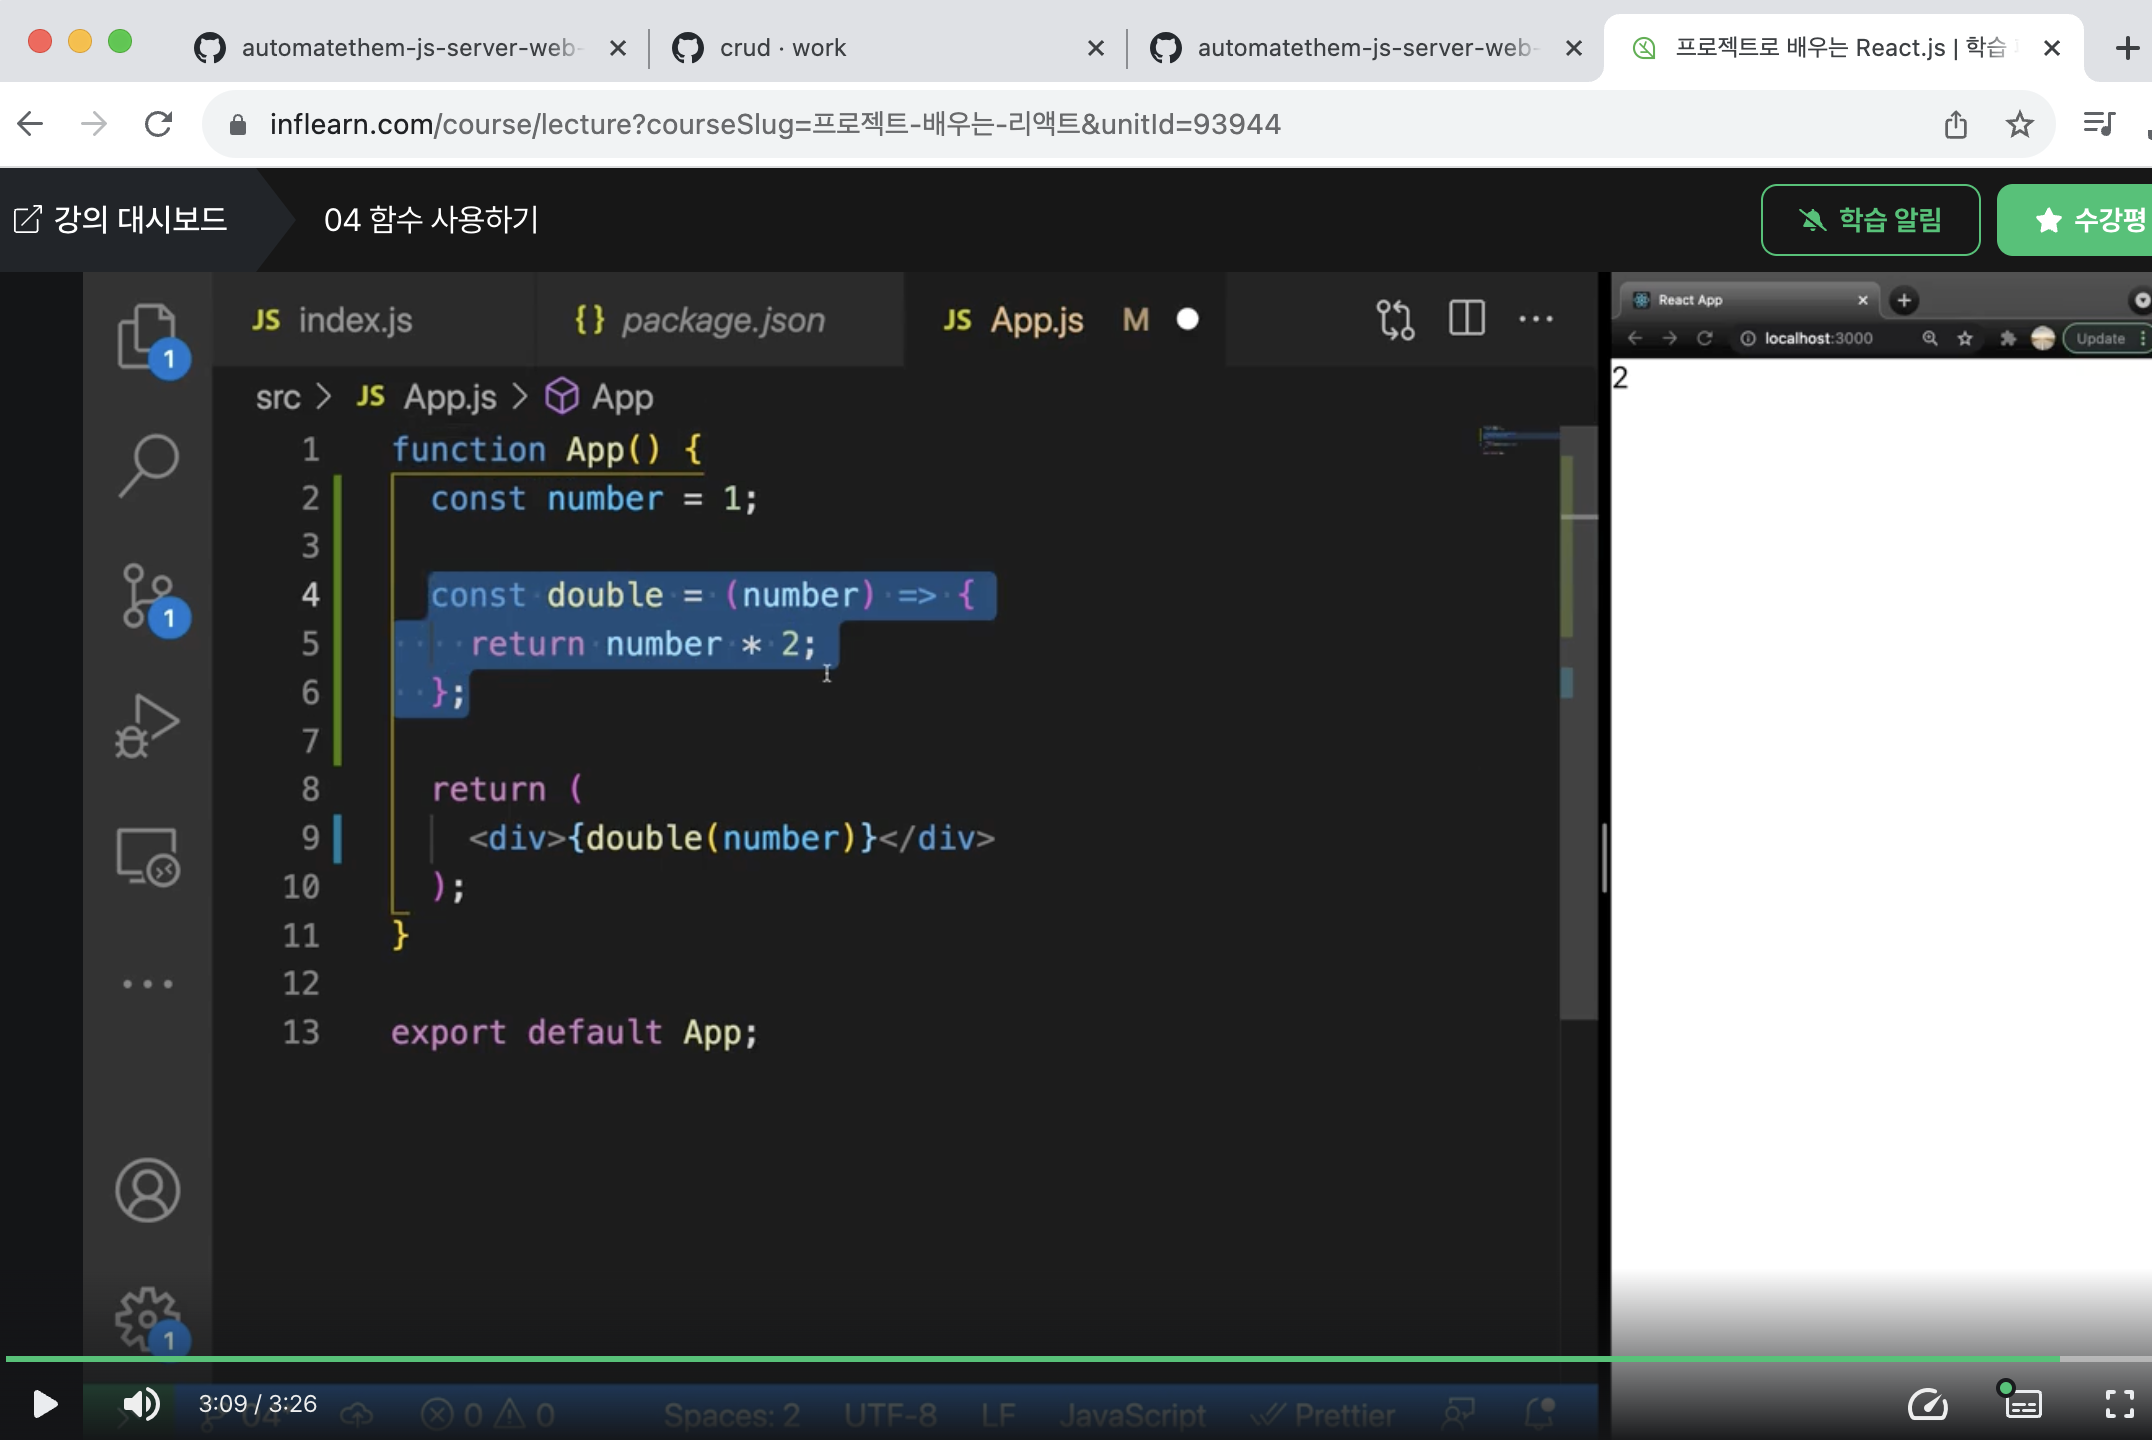 automatethem-js-server-web-
crud · work
automatethem-js-server-web-
프로젝트로 배우는 React.js | 학습
inflearn.com/course/lecture?courseSlug=프로젝트-배우는-리액트&unitId=93944
강의 대시보드
04 함수 사용하기
학습 알림
수강평
JS index.js
{ } package.json
JS App.js M
React App
localhost:3000
Update
src > JS App.js > App
2
1 function App() {
2 const number = 1;
3
4 const double = (number) => {
5 return number * 2;
6 };
7
8 return (
9 <div>{double(number)}</div>
10 );
11 }
12
13 export default App;
1
1
1
3:09 / 3:26
04*
0 0
Spaces: 2 UTF-8 LF JavaScript Prettier